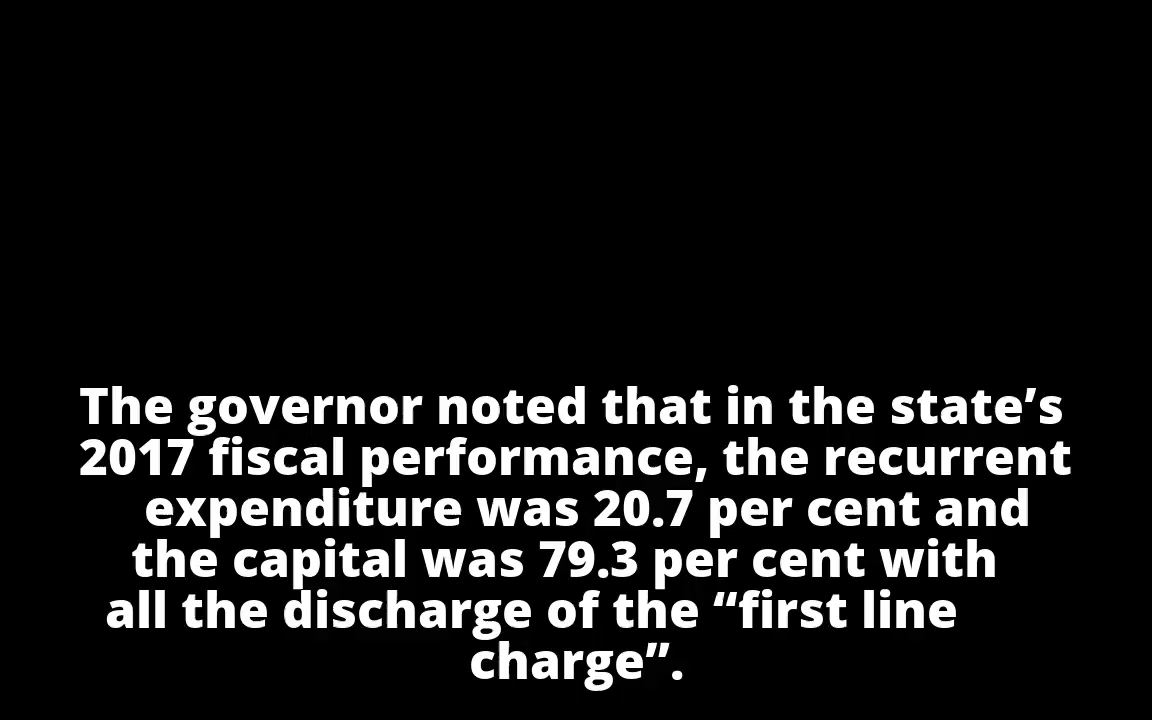 The governor noted that in the state’s
2017 fiscal performance, the recurrent
expenditure was 20.7 per cent and
the capital was 79.3 per cent with
all the discharge of the “first line
charge”.